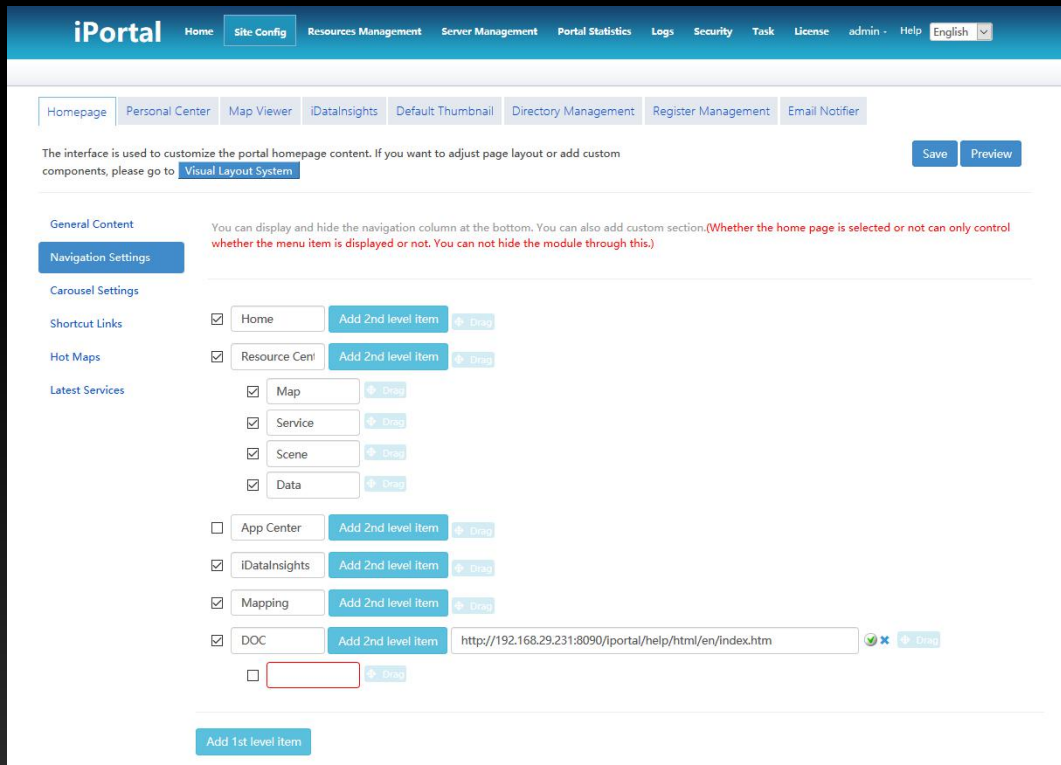 iPortal Home Site Config Resources Management Server Management Portal Statistics Logs Security Task License admin - Help English
Homepage Personal Center Map Viewer iDataInsights Default Thumbnail Directory Management Register Management Email Notifier
The interface is used to customize the portal homepage content. If you want to adjust page layout or add custom
components, please go to Visual Layout System
Save Preview
General Content
Navigation Settings
Carousel Settings
Shortcut Links
Hot Maps
Latest Services
You can display and hide the navigation column at the bottom. You can also add custom section.(Whether the home page is selected or not can only control
whether the menu item is displayed or not. You can not hide the module through this.)
Home Add 2nd level item Drag
Resource Cent Add 2nd level item Drag
Map Drag
Service Drag
Scene Drag
Data Drag
App Center Add 2nd level item Drag
iDataInsights Add 2nd level item Drag
Mapping Add 2nd level item Drag
DOC Add 2nd level item http://192.168.29.231:8090/iportal/help/html/en/index.htm Drag
Drag
Add 1st level item